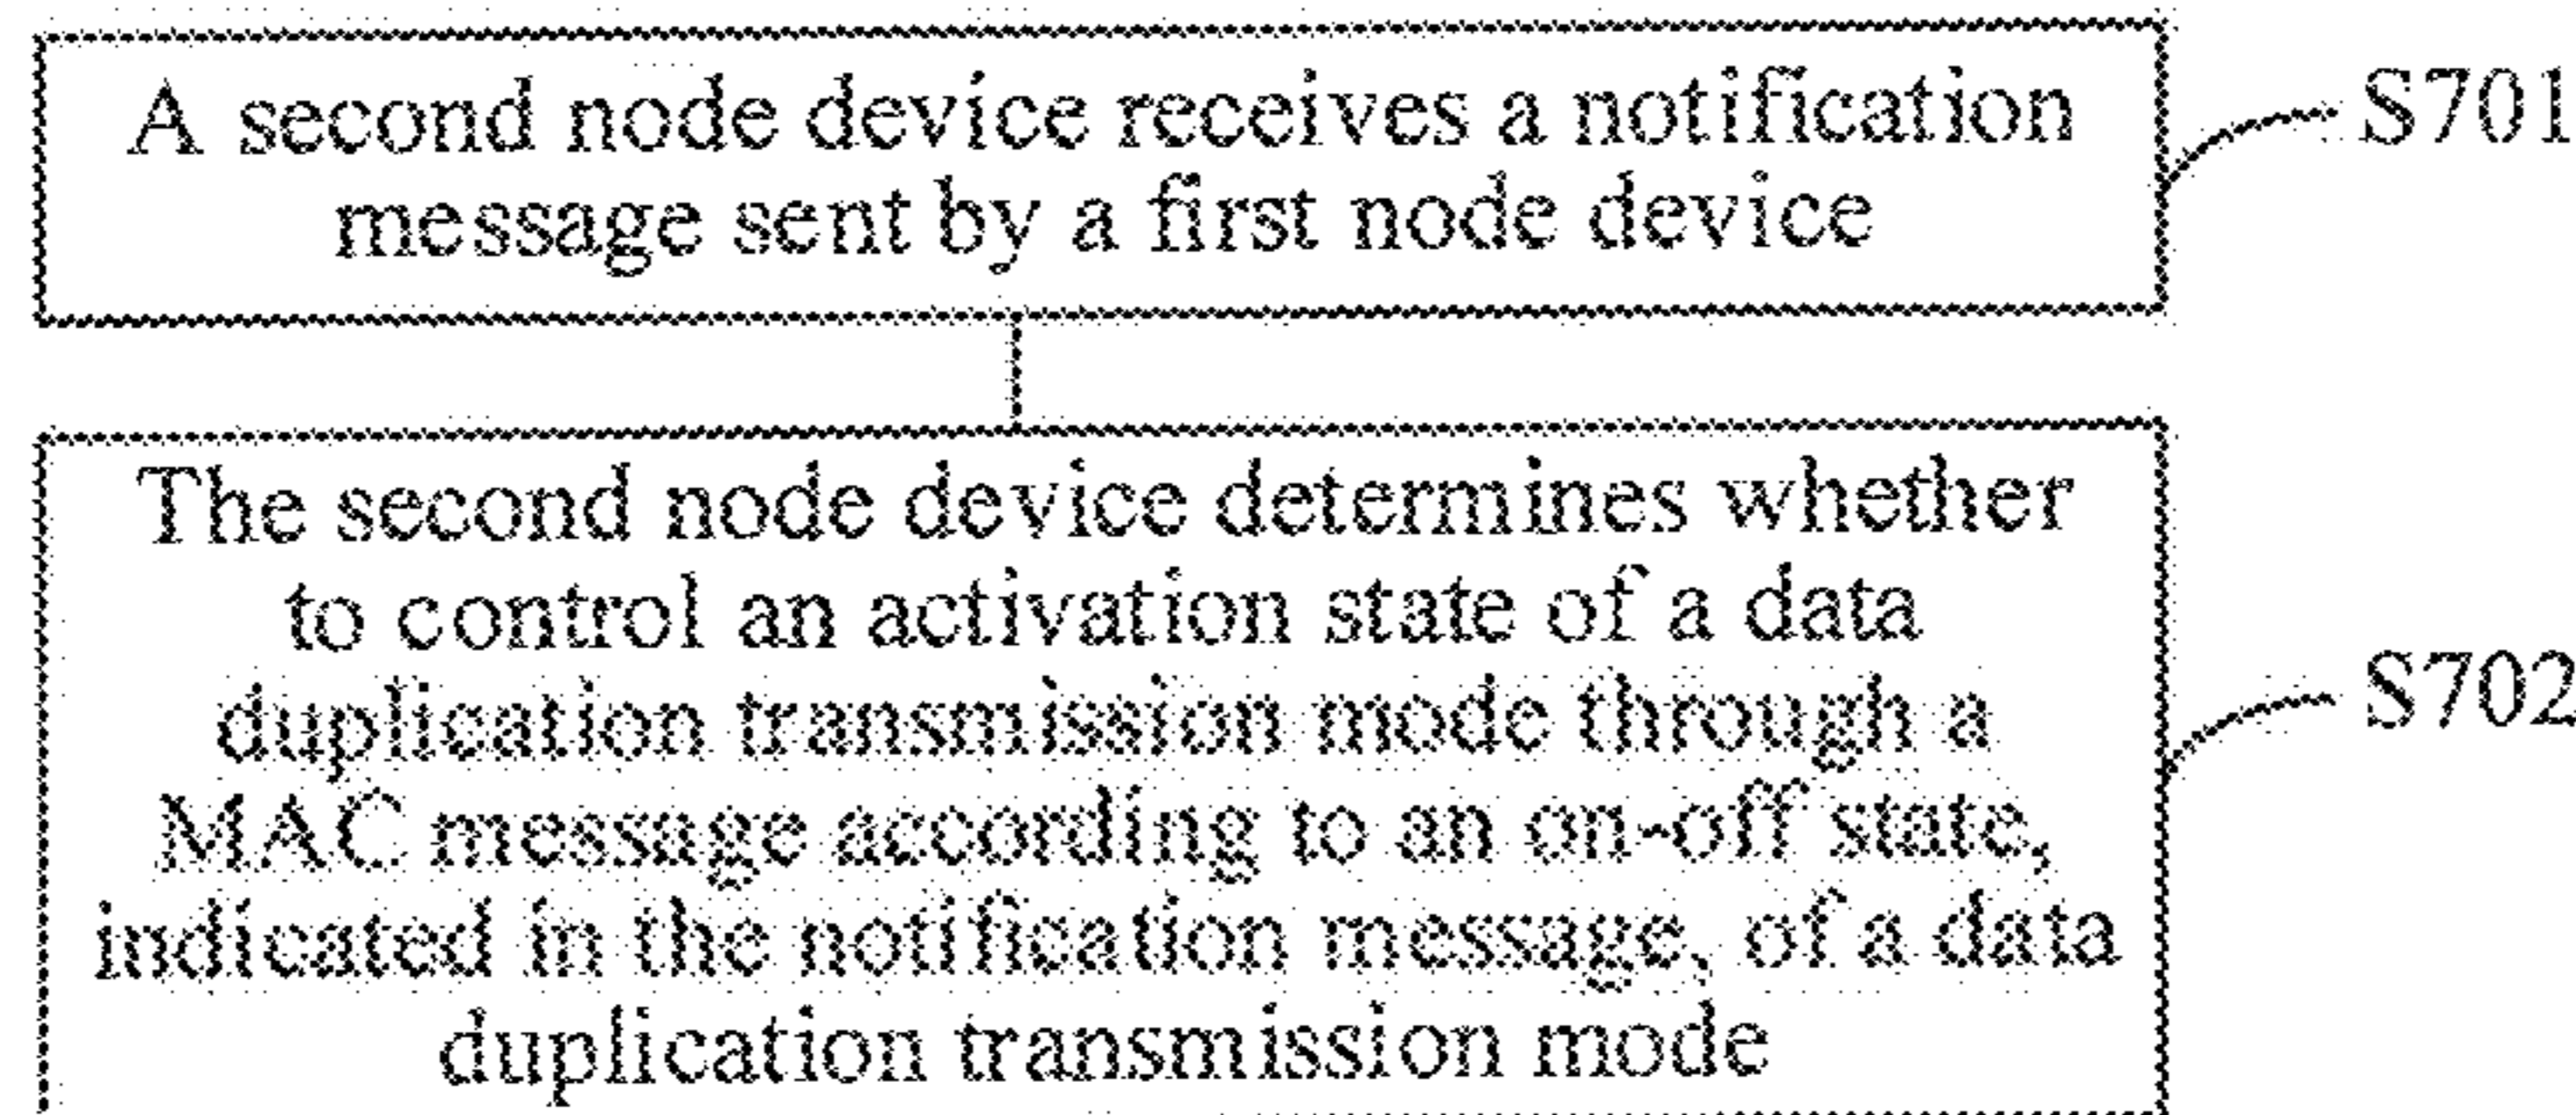 A second node device receives a notification
message sent by a first node device
S701
The second node device determines whether
to control an activation state of a data
duplication transmission mode through a
MAC message according to an on-off state,
indicated in the notification message, of a data
duplication transmission mode
S702